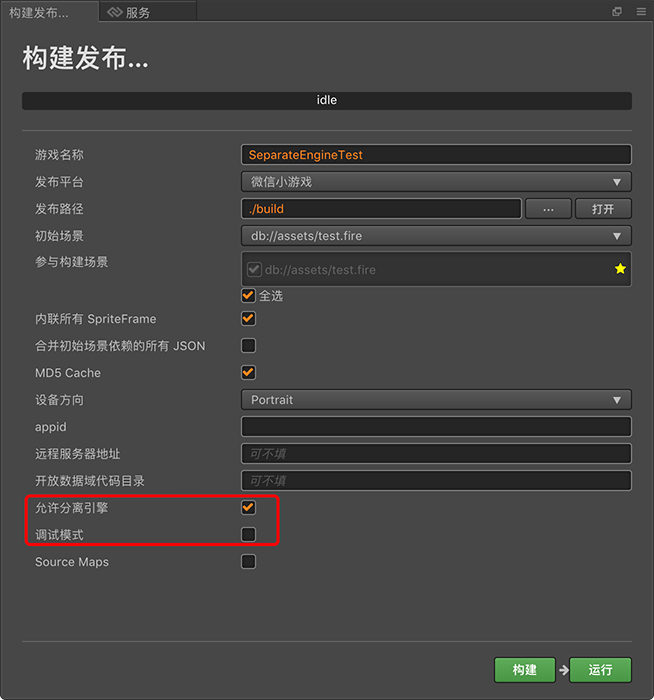 构建发布... 服务
构建发布...
idle
游戏名称 SeparateEngineTest
发布平台 微信小游戏
发布路径 ./build ... 打开
初始场景 db://assets/test.fire
参与构建场景 db://assets/test.fire
全选
内联所有 SpriteFrame
合并初始场景依赖的所有 JSON
MD5 Cache
设备方向 Portrait
appid
远程服务器地址 可不填
开放数据域代码目录 可不填
允许分离引擎
调试模式
Source Maps
构建 运行